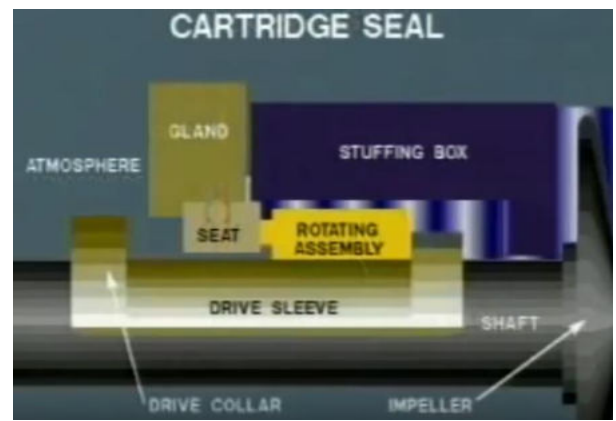 CARTRIDGE SEAL
GLAND
STUFFING BOX
ATMOSPHERE
SEAT
ROTATING
ASSEMBLY
DRIVE SLEEVE
SHAFT
DRIVE COLLAR
IMPELLER